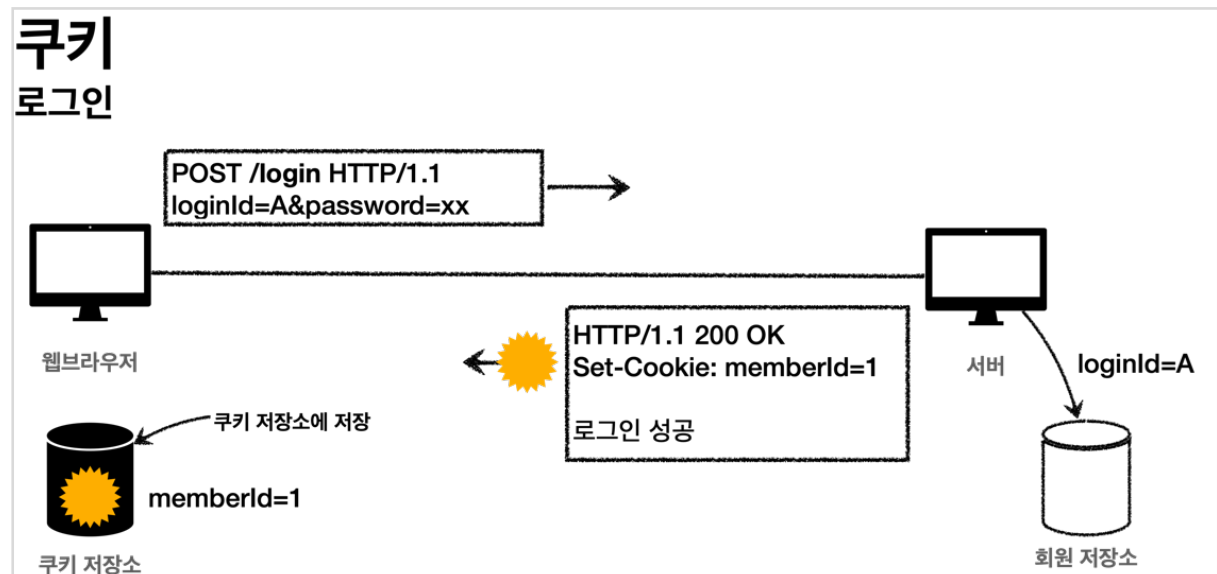 쿠키
로그인
POST /login HTTP/1.1
loginId=A&password=xx
웹브라우저
HTTP/1.1 200 OK
Set-Cookie: memberId=1
로그인 성공
서버
loginId=A
쿠키 저장소에 저장
memberId=1
쿠키 저장소
회원 저장소